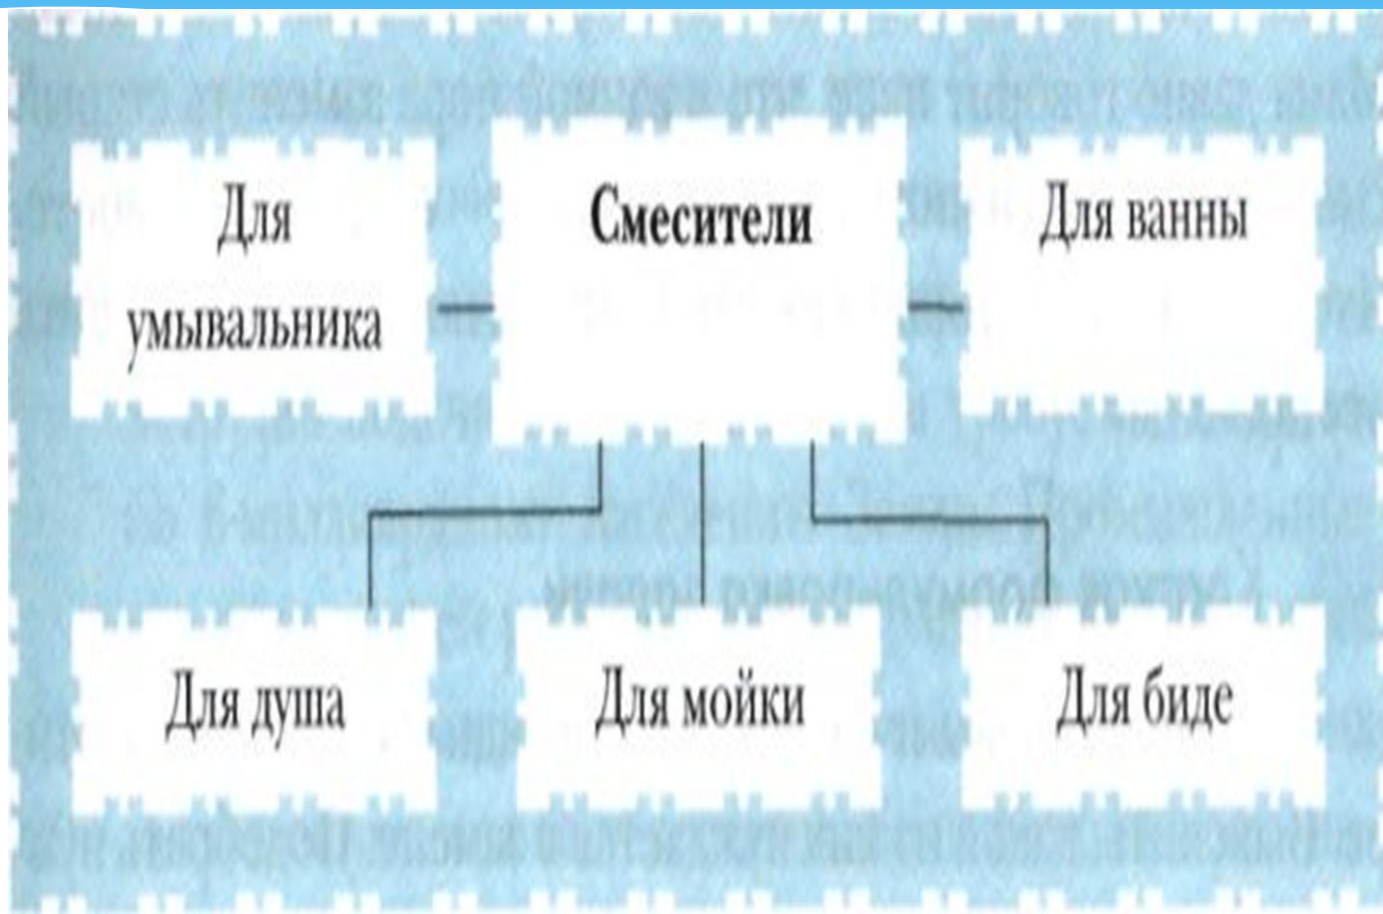 Для
умывальника
Смесители
Для ванны
Для душа
Для мойки
Для биде